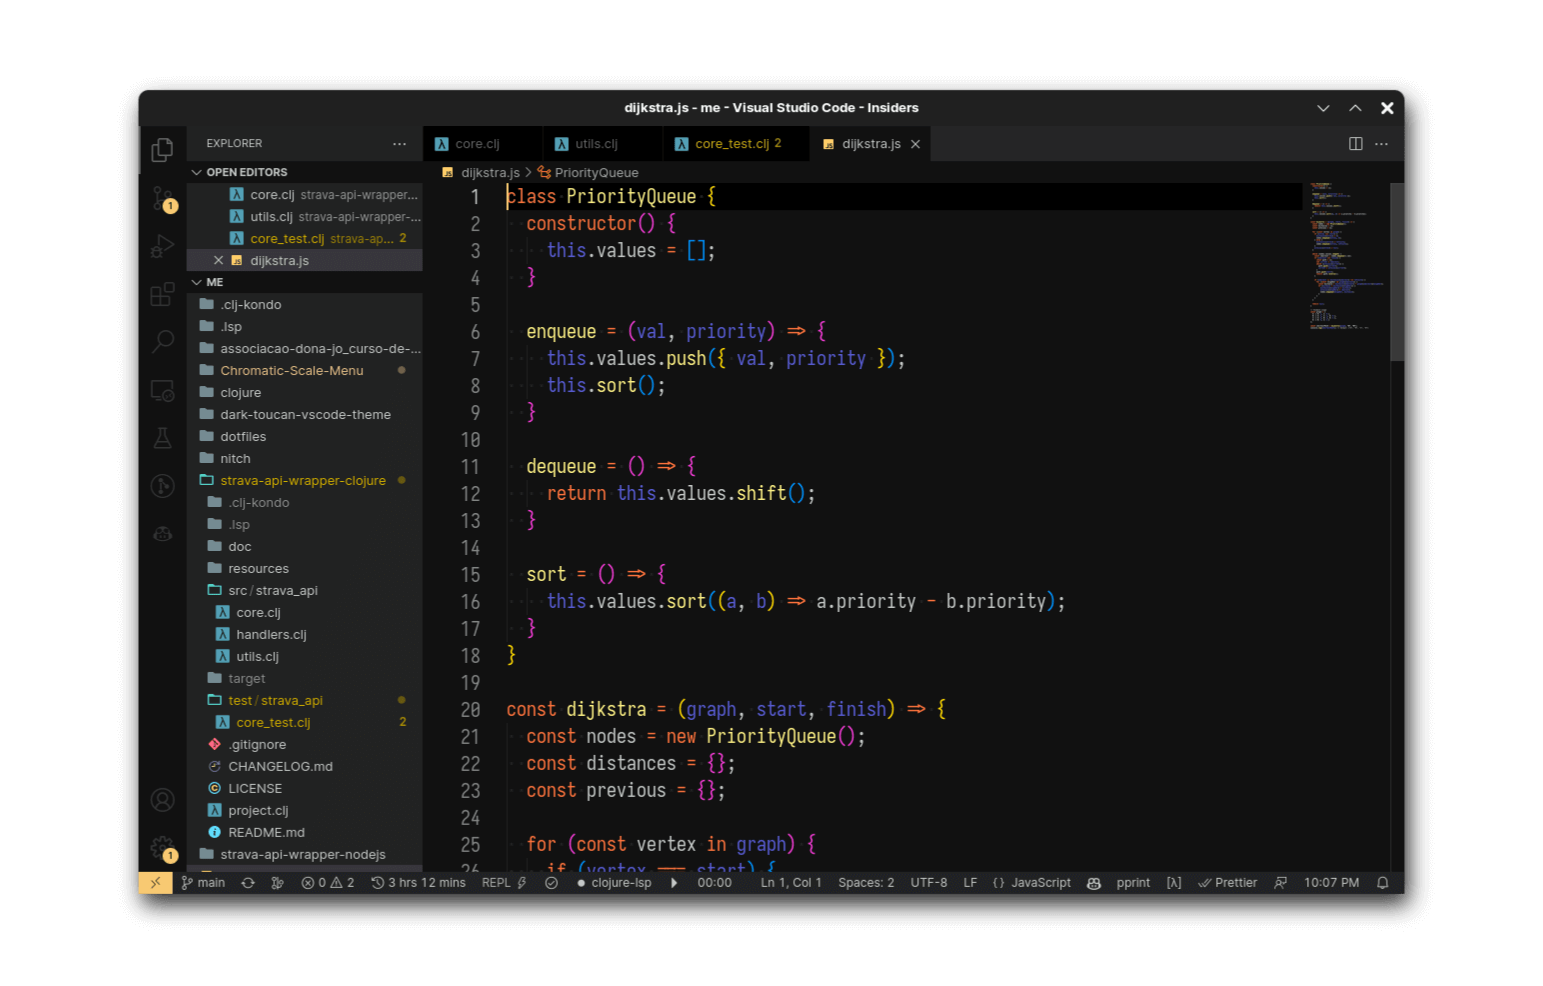 dijkstra.js - me - Visual Studio Code - Insiders
EXPLORER
core.clj
utils.clj
core_test.clj 2
dijkstra.js
OPEN EDITORS
core.clj strava-api-wrapper...
utils.clj strava-api-wrapper-...
core_test.clj strava-ap... 2
dijkstra.js
ME
.clj-kondo
.lsp
associacao-dona-jo_curso-de-...
Chromatic-Scale-Menu
clojure
dark-toucan-vscode-theme
dotfiles
nitch
strava-api-wrapper-clojure
.clj-kondo
.lsp
doc
resources
src/strava_api
core.clj
handlers.clj
utils.clj
target
test/strava_api
core_test.clj 2
.gitignore
CHANGELOG.md
LICENSE
project.clj
README.md
strava-api-wrapper-nodejs
1
1
dijkstra.js > PriorityQueue
1 class PriorityQueue {
2 constructor() {
3 this.values = [];
4 }
5
6 enqueue = (val, priority) => {
7 this.values.push({ val, priority });
8 this.sort();
9 }
10
11 dequeue = () => {
12 return this.values.shift();
13 }
14
15 sort = () => {
16 this.values.sort((a, b) => a.priority - b.priority);
17 }
18 }
19
20 const dijkstra = (graph, start, finish) => {
21 const nodes = new PriorityQueue();
22 const distances = {};
23 const previous = {};
24
25 for (const vertex in graph) {
26 if (vertex === start) {
main 0 2 3 hrs 12 mins REPL clojure-lsp 00:00 Ln 1, Col 1 Spaces: 2 UTF-8 LF {} JavaScript pprint [λ] Prettier 10:07 PM